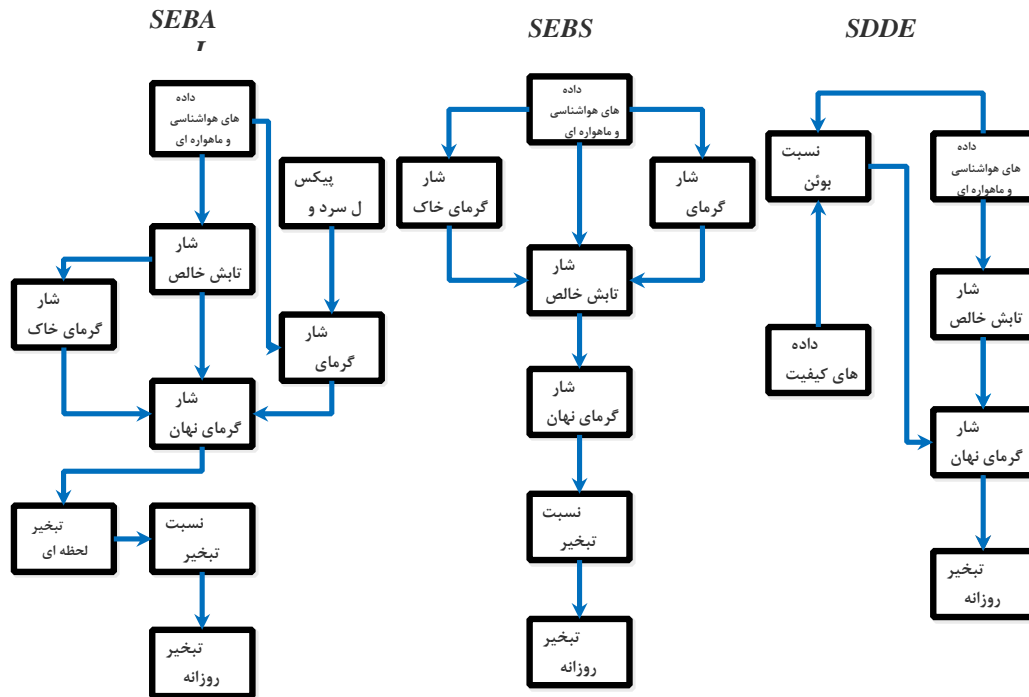 SEBA
SEBS
SDDE
داده
های هواشناسی
و ماهواره ای
پیکس
ل سرد و
شار
تابش خالص
شار
گرمای خاک
شار
گرمای
شار
گرمای نهان
تبخیر
لحظه ای
نسبت
تبخیر
تبخیر
روزانه
داده
های هواشناسی
و ماهواره ای
شار
گرمای خاک
شار
گرمای
شار
تابش خالص
شار
گرمای نهان
نسبت
تبخیر
تبخیر
روزانه
نسبت
بوئن
داده
های هواشناسی
و ماهواره ای
شار
تابش خالص
داده
های کیفیت
شار
گرمای نهان
تبخیر
روزانه